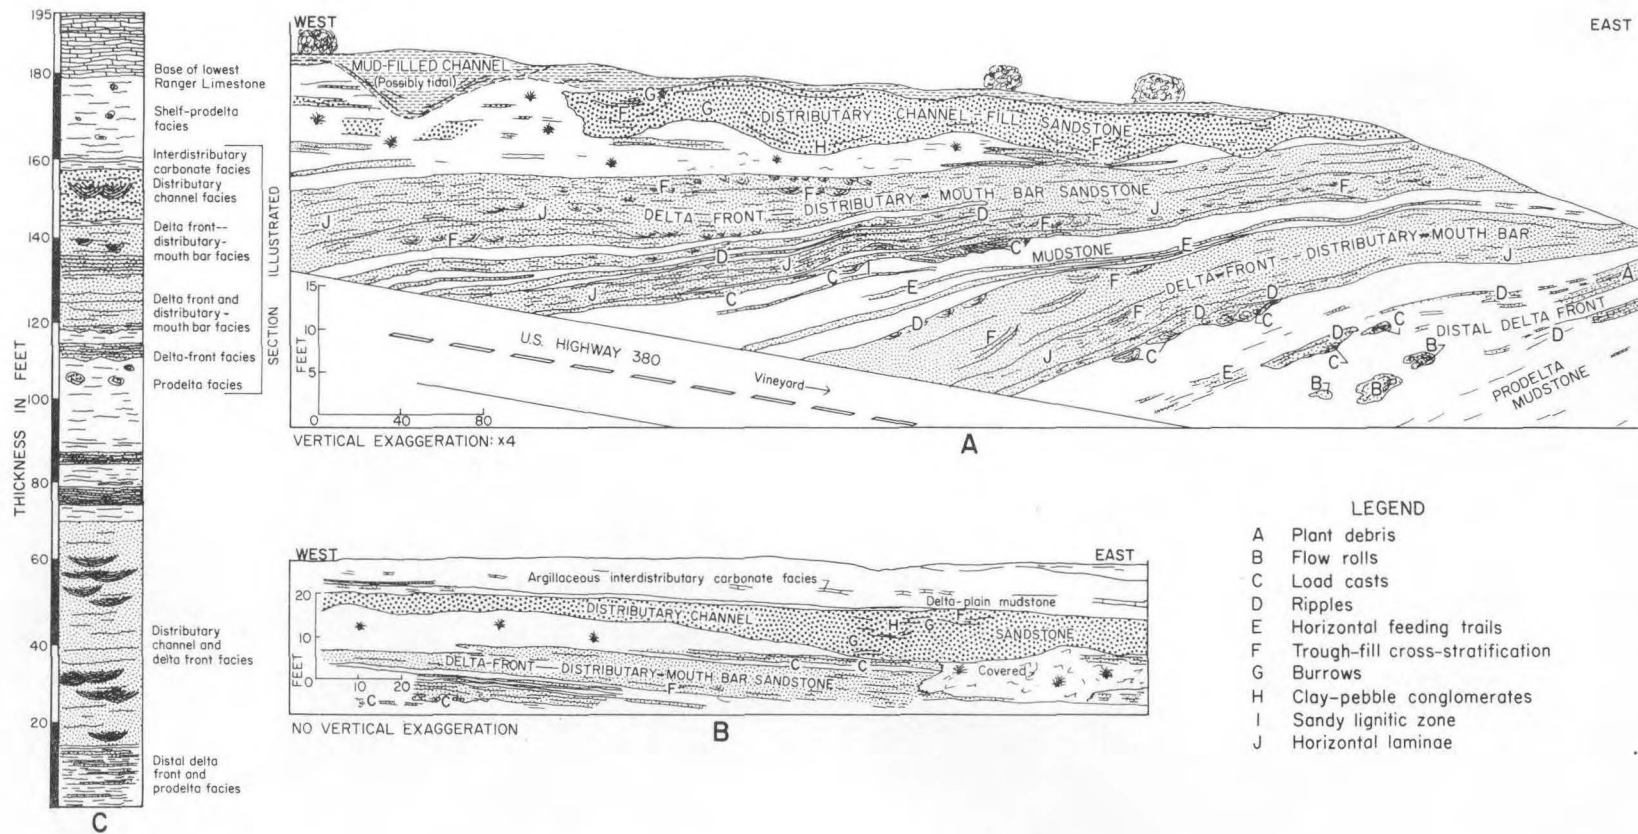 THICKNESS IN FEET
195
180
160
140
120
100
80
60
40
20
Base of lowest
Ranger Limestone
Shelf-prodelta
facies
Interdistributary
carbonate facies
Distributary
channel facies
Delta front--
distributary-
mouth bar facies
Delta front and
distributary-
mouth bar facies
Delta-front facies
Prodelta facies
Distributary
channel and
delta front facies
Distal delta
front and
prodelta facies
SECTION ILLUSTRATED
C
WEST
EAST
MUD-FILLED CHANNEL
(Possibly tidal)
G
F
G
DISTRIBUTARY CHANNEL-FILL SANDSTONE
H
F
F
F
F
DISTRIBUTARY-MOUTH BAR SANDSTONE
J
J
DELTA FRONT
D
J
F
F
C
MUDSTONE
E
D
J
I
C
E
F
DELTA-FRONT--DISTRIBUTARY-MOUTH BAR
J
A
J
C
D
F
F
D
D
C
D
DISTAL DELTA FRONT
J
C
D
C
C
B
D
E
B
B
PRODELTA
MUDSTONE
15
10
5
FEET
0
40
80
U.S. HIGHWAY 380
Vineyard
VERTICAL EXAGGERATION: x4
A
WEST
EAST
Argillaceous interdistributary carbonate facies
20
10
0
FEET
10
20
DISTRIBUTARY CHANNEL
SANDSTONE
Delta-plain mudstone
H
G
F
G
C
C
Covered
DELTA-FRONT--DISTRIBUTARY-MOUTH BAR SANDSTONE
F
C
C
NO VERTICAL EXAGGERATION
B
LEGEND
A Plant debris
B Flow rolls
C Load casts
D Ripples
E Horizontal feeding trails
F Trough-fill cross-stratification
G Burrows
H Clay-pebble conglomerates
I Sandy lignitic zone
J Horizontal laminae